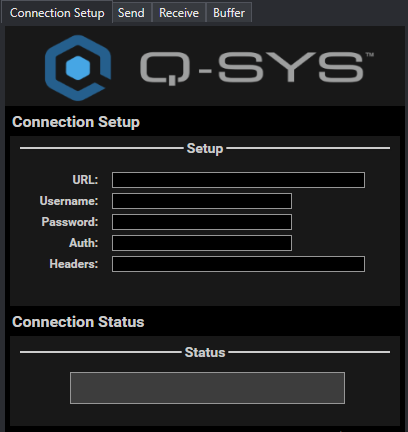 Connection Setup Send Receive Buffer
Q-SYS™
Connection Setup
Setup
URL:
Username:
Password:
Auth:
Headers:
Connection Status
Status